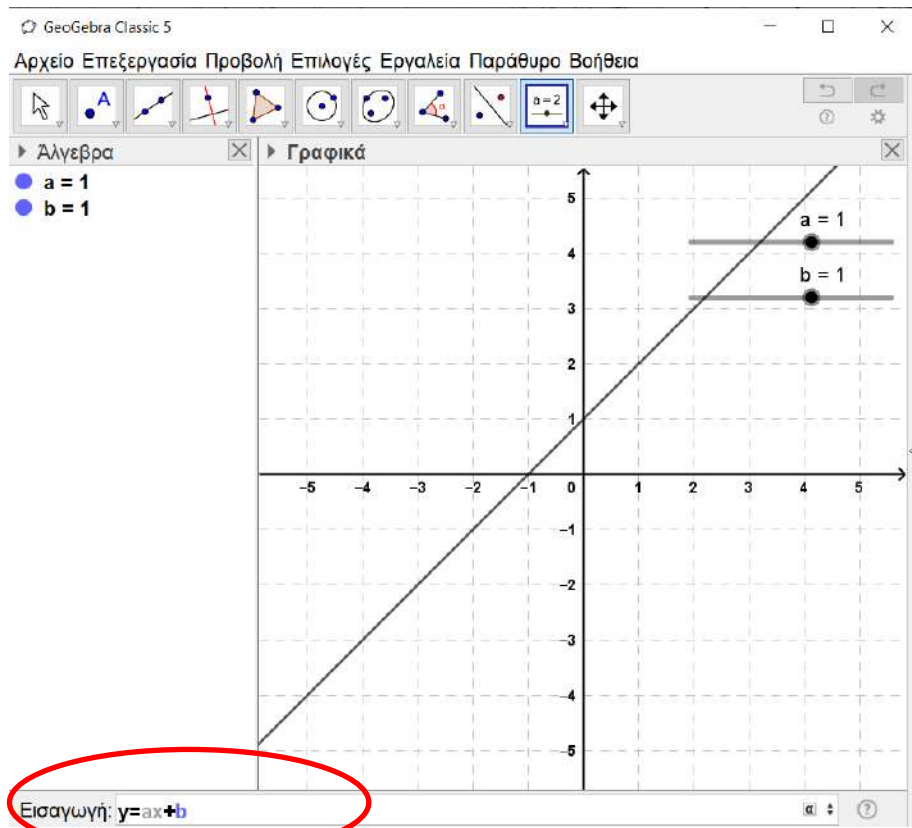 GeoGebra Classic 5
Αρχείο Επεξεργασία Προβολή Επιλογές Εργαλεία Παράθυρο Βοήθεια
A α a=2
Άλγεβρα Γραφικά
a = 1
b = 1
a = 1
b = 1
5
4
3
2
1
-5 -4 -3 -2 -1 0 1 2 3 4 5
-1
-2
-3
-4
-5
Εισαγωγή: y=ax+b α